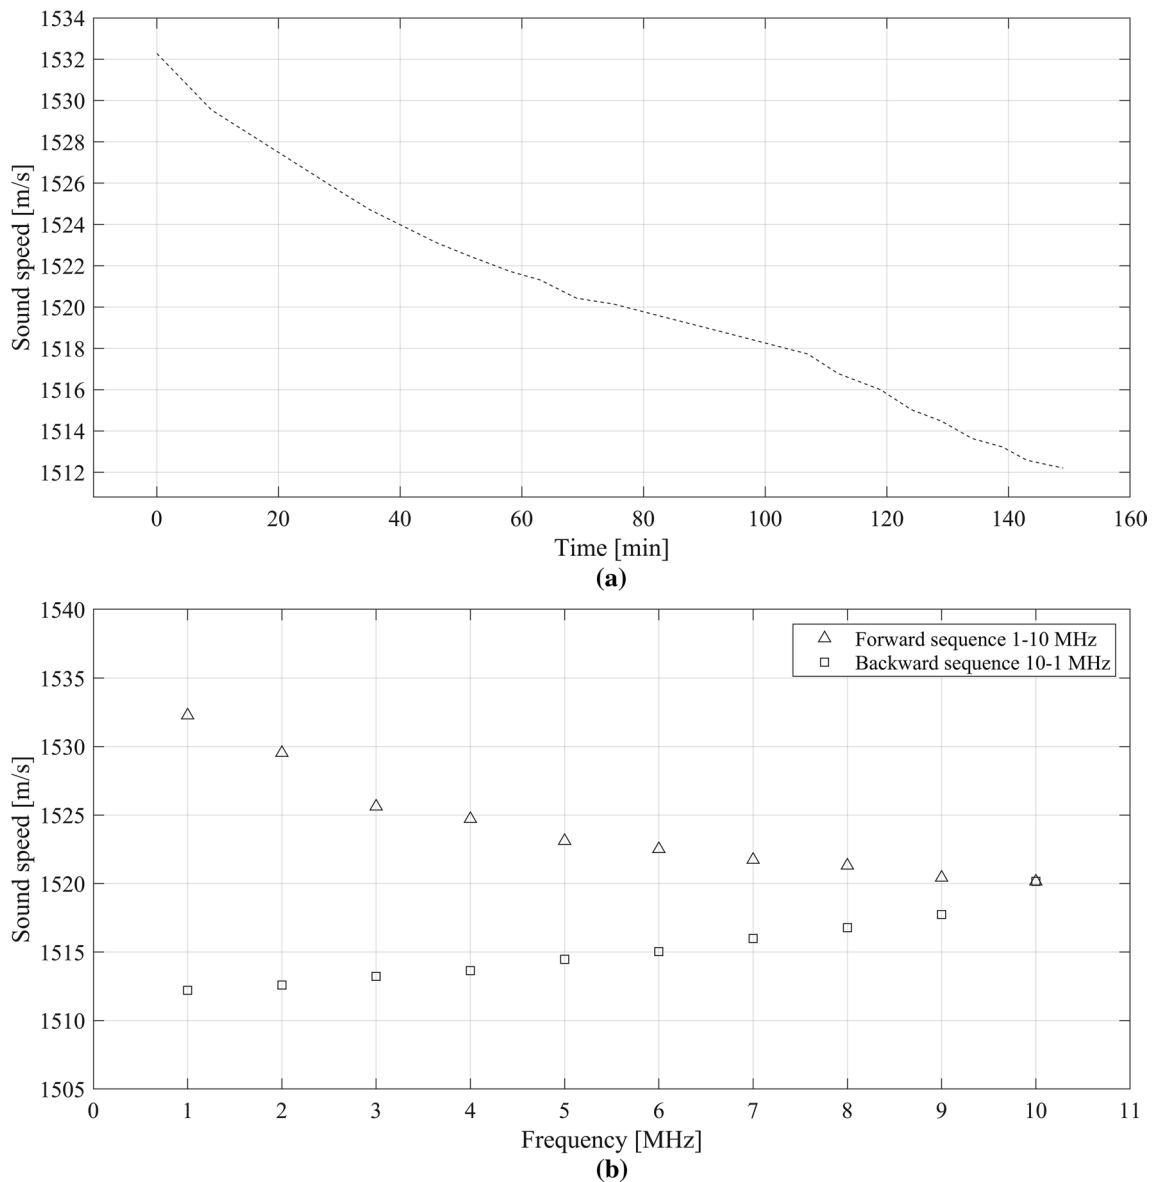 1534
1532
1530
1528
1526
1524
1522
1520
1518
1516
1514
1512
Sound speed [m/s]
0 20 40 60 80 100 120 140 160
Time [min]
(a)
1540
1535
1530
1525
1520
1515
1510
1505
Sound speed [m/s]
Forward sequence 1-10 MHz
Backward sequence 10-1 MHz
0 1 2 3 4 5 6 7 8 9 10 11
Frequency [MHz]
(b)